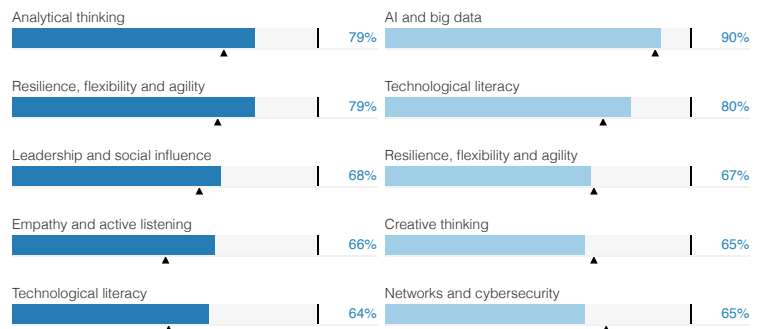 Analytical thinking
79%
Resilience, flexibility and agility
79%
Leadership and social influence
68%
Empathy and active listening
66%
Technological literacy
64%
AI and big data
90%
Technological literacy
80%
Resilience, flexibility and agility
67%
Creative thinking
65%
Networks and cybersecurity
65%